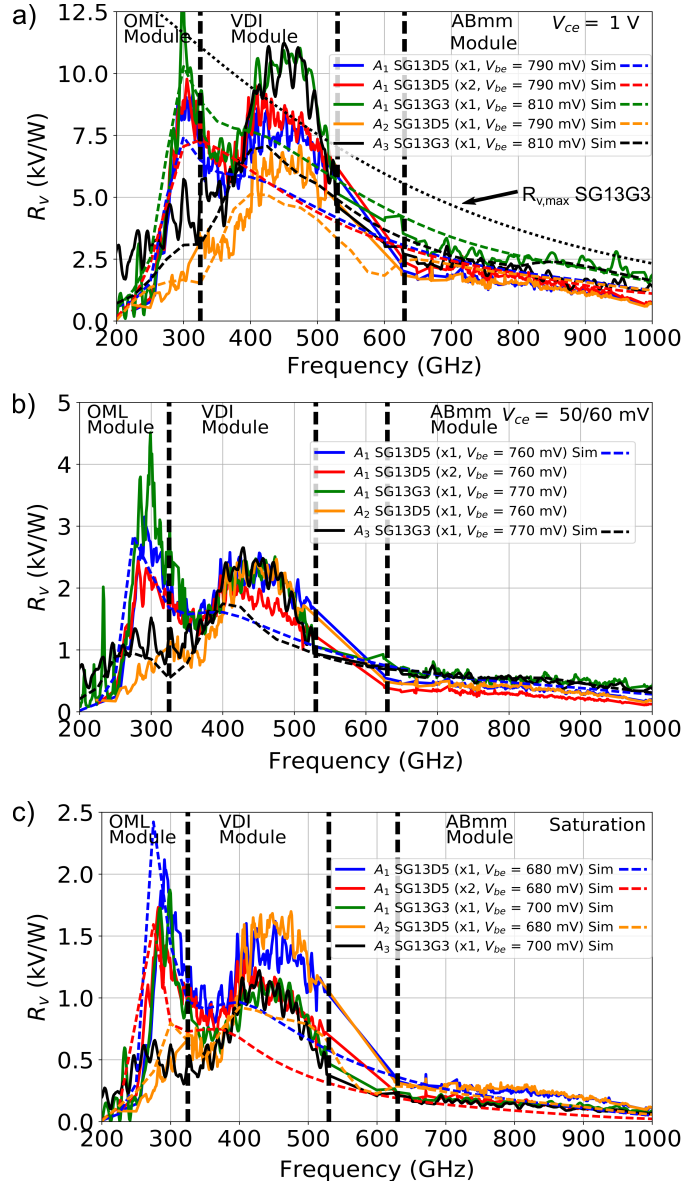 a)
OML Module
VDI Module
ABmm Module
V_ce = 1 V
A_1 SG13D5 (x1, V_be = 790 mV) Sim
A_1 SG13D5 (x2, V_be = 790 mV) Sim
A_1 SG13G3 (x1, V_be = 810 mV) Sim
A_2 SG13D5 (x1, V_be = 790 mV) Sim
A_3 SG13G3 (x1, V_be = 810 mV) Sim
R_v,max SG13G3
R_v (kV/W)
12.5
10.0
7.5
5.0
2.5
0.0
200 300 400 500 600 700 800 900 1000
Frequency (GHz)
b)
OML Module
VDI Module
ABmm Module
V_ce = 50/60 mV
A_1 SG13D5 (x1, V_be = 760 mV) Sim
A_1 SG13D5 (x2, V_be = 760 mV)
A_1 SG13G3 (x1, V_be = 770 mV)
A_2 SG13D5 (x1, V_be = 760 mV)
A_3 SG13G3 (x1, V_be = 770 mV) Sim
R_v (kV/W)
5
4
3
2
1
0
200 300 400 500 600 700 800 900 1000
Frequency (GHz)
c)
OML Module
VDI Module
ABmm Module
Saturation
A_1 SG13D5 (x1, V_be = 680 mV) Sim
A_1 SG13D5 (x2, V_be = 680 mV) Sim
A_1 SG13G3 (x1, V_be = 700 mV)
A_2 SG13D5 (x1, V_be = 680 mV) Sim
A_3 SG13G3 (x1, V_be = 700 mV) Sim
R_v (kV/W)
2.5
2.0
1.5
1.0
0.5
0.0
200 300 400 500 600 700 800 900 1000
Frequency (GHz)